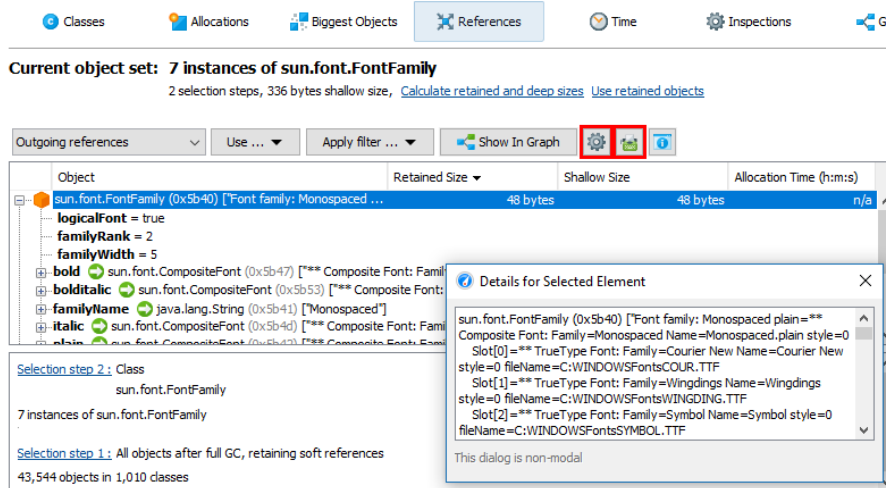 Classes Allocations Biggest Objects References Time Inspections G
Current object set: 7 instances of sun.font.FontFamily
2 selection steps, 336 bytes shallow size, Calculate retained and deep sizes Use retained objects
Outgoing references Use ... Apply filter ... Show In Graph
Object Retained Size Shallow Size Allocation Time (h:m:s)
sun.font.FontFamily (0x5b40) ["Font family: Monospaced ... 48 bytes 48 bytes n/a
logicalFont = true
familyRank = 2
familyWidth = 5
bold sun.font.CompositeFont (0x5b47) ["** Composite Font: Famil
bolditalic sun.font.CompositeFont (0x5b53) ["** Composite Font:
familyName java.lang.String (0x5b41) ["Monospaced"]
italic sun.font.CompositeFont (0x5b4d) ["** Composite Font: Fami
plain sun.font.CompositeFont (0x5b42) ["** Composite Font: Fami
Selection step 2 : Class
sun.font.FontFamily
7 instances of sun.font.FontFamily
Selection step 1 : All objects after full GC, retaining soft references
43,544 objects in 1,010 classes
Details for Selected Element
sun.font.FontFamily (0x5b40) ["Font family: Monospaced plain=**
Composite Font: Family=Monospaced Name=Monospaced.plain style=0
Slot[0]=** TrueType Font: Family=Courier New Name=Courier New
style=0 fileName=C:WINDOWSFontsCOUR.TTF
Slot[1]=** TrueType Font: Family=Wingdings Name=Wingdings
style=0 fileName=C:WINDOWSFontsWINGDING.TTF
Slot[2]=** TrueType Font: Family=Symbol Name=Symbol style=0
fileName=C:WINDOWSFontsSYMBOL.TTF
This dialog is non-modal